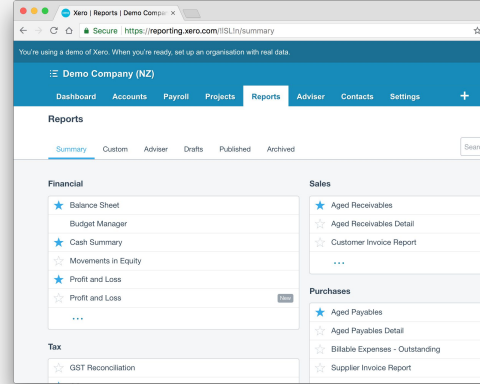 Xero | Reports | Demo Compan
Secure | https://reporting.xero.com/!lSL!n/summary
You're using a demo of Xero. When you're ready, set up an organisation with real data.
Demo Company (NZ)
Dashboard Accounts Payroll Projects Reports Adviser Contacts Settings +
Reports
Summary Custom Adviser Drafts Published Archived
Sear
Financial
Balance Sheet
Budget Manager
Cash Summary
Movements in Equity
Profit and Loss
Profit and Loss New
...
Tax
GST Reconciliation
Sales
Aged Receivables
Aged Receivables Detail
Customer Invoice Report
...
Purchases
Aged Payables
Aged Payables Detail
Billable Expenses - Outstanding
Supplier Invoice Report